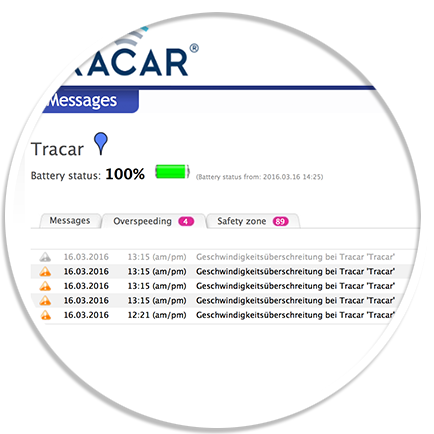 TRACAR®
Messages
Tracar
Battery status: 100% (Battery status from: 2016.03.16 14:25)
Messages Overspeeding 4 Safety zone 89
16.03.2016 13:15 (am/pm) Geschwindigkeitsüberschreitung bei Tracar 'Tracar'
16.03.2016 13:15 (am/pm) Geschwindigkeitsüberschreitung bei Tracar 'Tracar'
16.03.2016 13:15 (am/pm) Geschwindigkeitsüberschreitung bei Tracar 'Tracar'
16.03.2016 13:15 (am/pm) Geschwindigkeitsüberschreitung bei Tracar 'Tracar'
16.03.2016 12:21 (am/pm) Geschwindigkeitsüberschreitung bei Tracar 'Tracar'